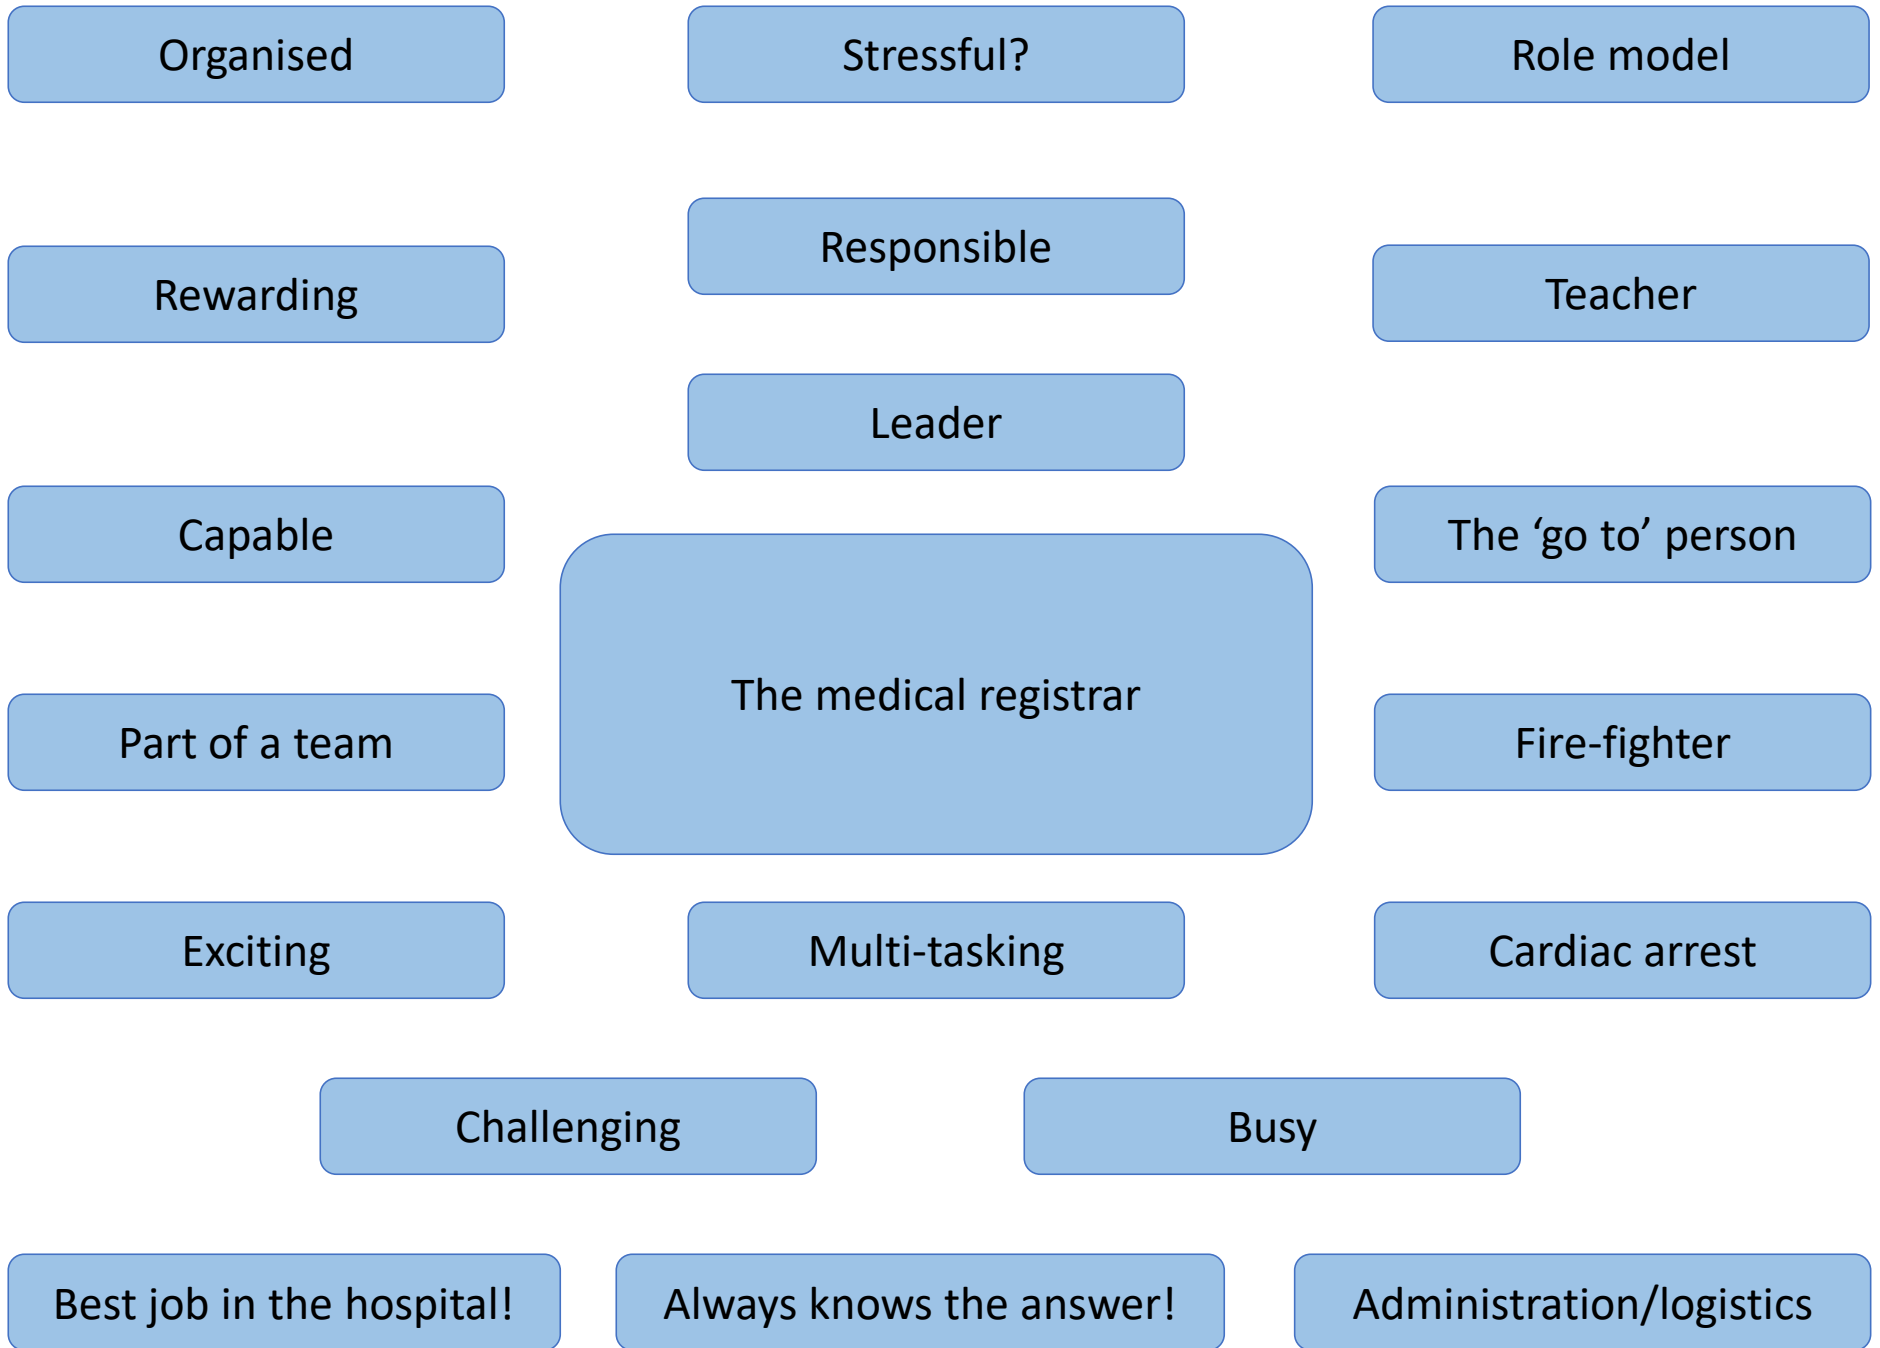 Organised
Stressful?
Role model
Responsible
Rewarding
Teacher
Leader
Capable
The ‘go to’ person
The medical registrar
Part of a team
Fire-fighter
Exciting
Multi-tasking
Cardiac arrest
Challenging
Busy
Best job in the hospital!
Always knows the answer!
Administration/logistics